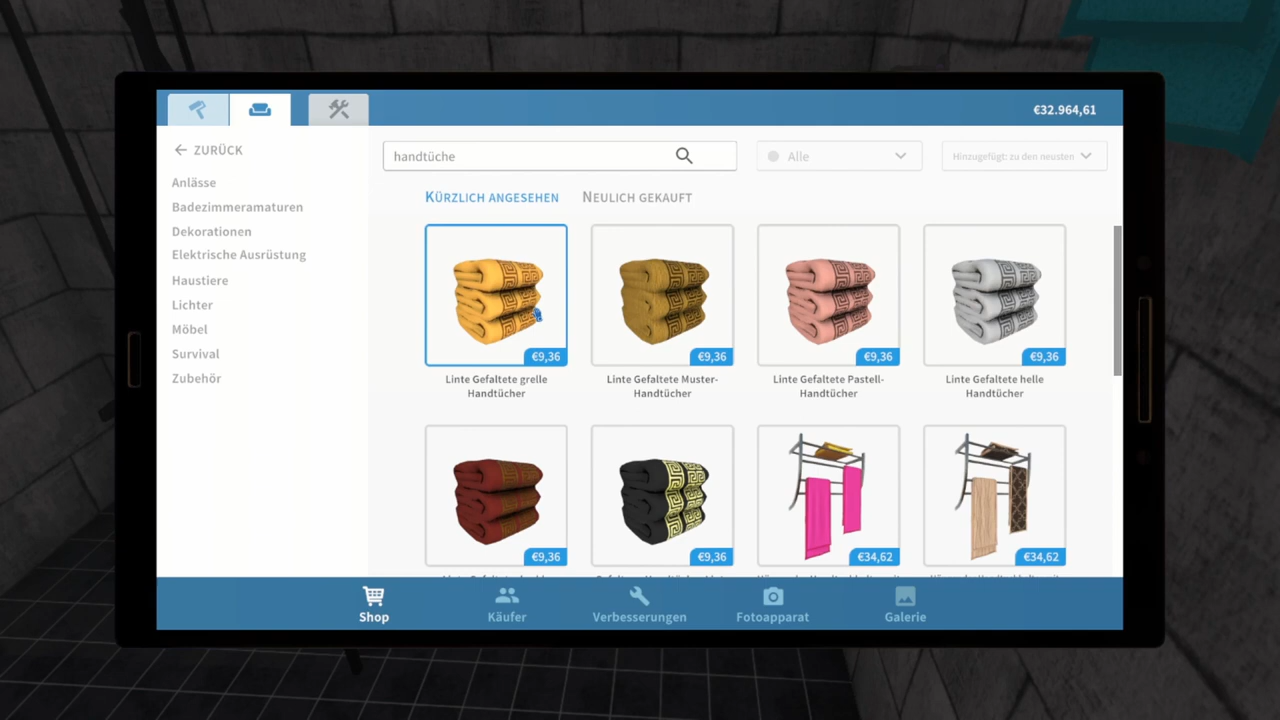 €32.964,61
ZURÜCK
handtüche
Alle
Hinzugefügt: zu den neusten
Anlässe
Badezimmeramaturen
Dekorationen
Elektrische Ausrüstung
Haustiere
Lichter
Möbel
Survival
Zubehör
KÜRZLICH ANGESEHEN
NEULICH GEKAUFT
€9,36
€9,36
€9,36
€9,36
Linte Gefaltete grelle
Handtücher
Linte Gefaltete Muster-
Handtücher
Linte Gefaltete Pastell-
Handtücher
Linte Gefaltete helle
Handtücher
€9,36
€9,36
€34,62
€34,62
Shop
Käufer
Verbesserungen
Fotoapparat
Galerie